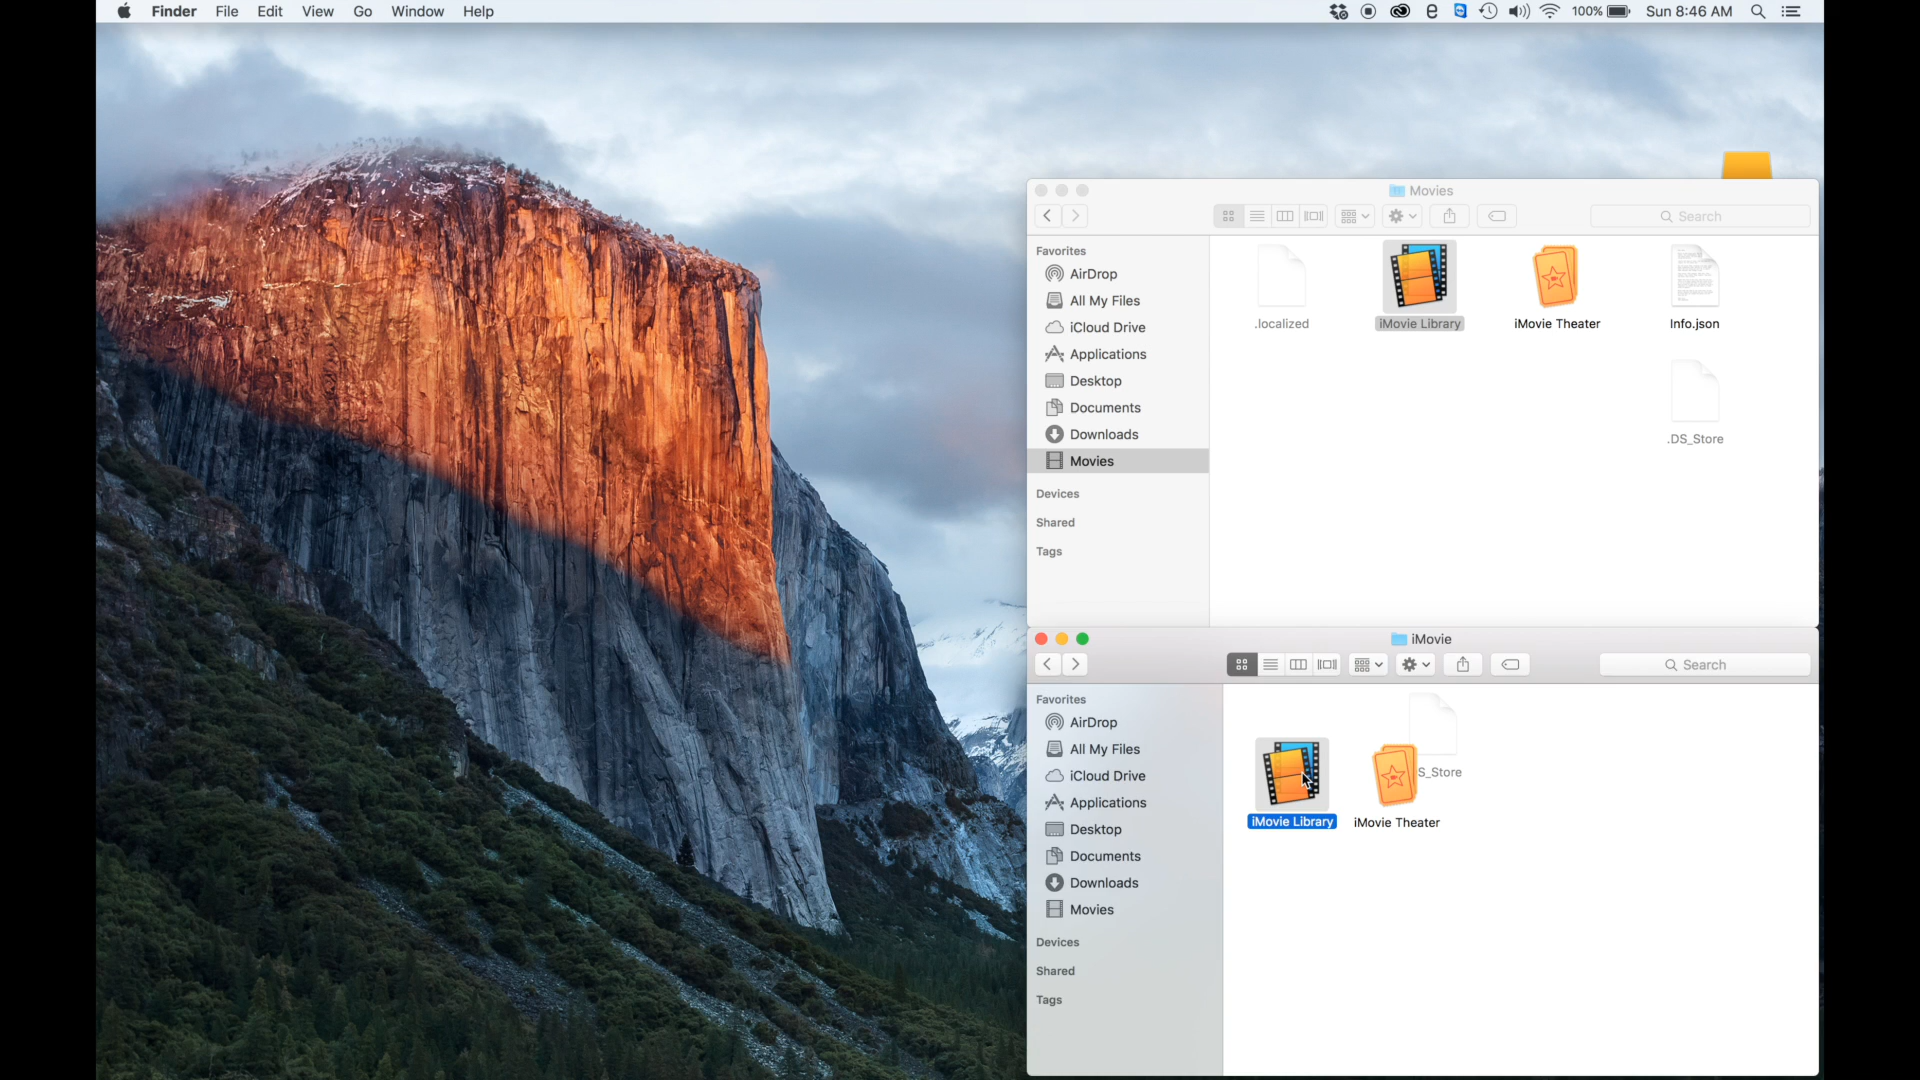 Finder File Edit View Go Window Help 100% Sun 8:46 AM
Movies
Search
Favorites
AirDrop
All My Files
iCloud Drive
Applications
Desktop
Documents
Downloads
Movies
Devices
Shared
Tags
.localized iMovie Library iMovie Theater Info.json
.DS_Store
iMovie
Search
Favorites
AirDrop
All My Files
iCloud Drive
Applications
Desktop
Documents
Downloads
Movies
Devices
Shared
Tags
S_Store
iMovie Library iMovie Theater